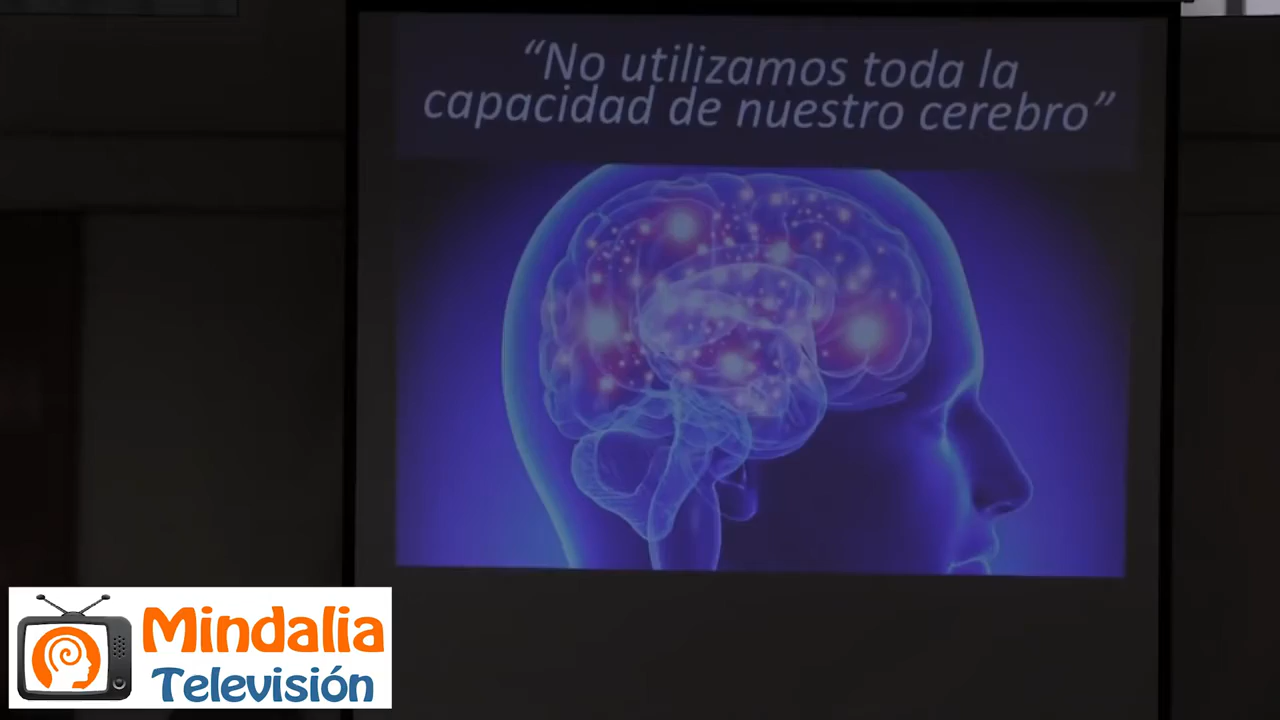 “No utilizamos toda la
capacidad de nuestro cerebro”
Mindalia
Televisión